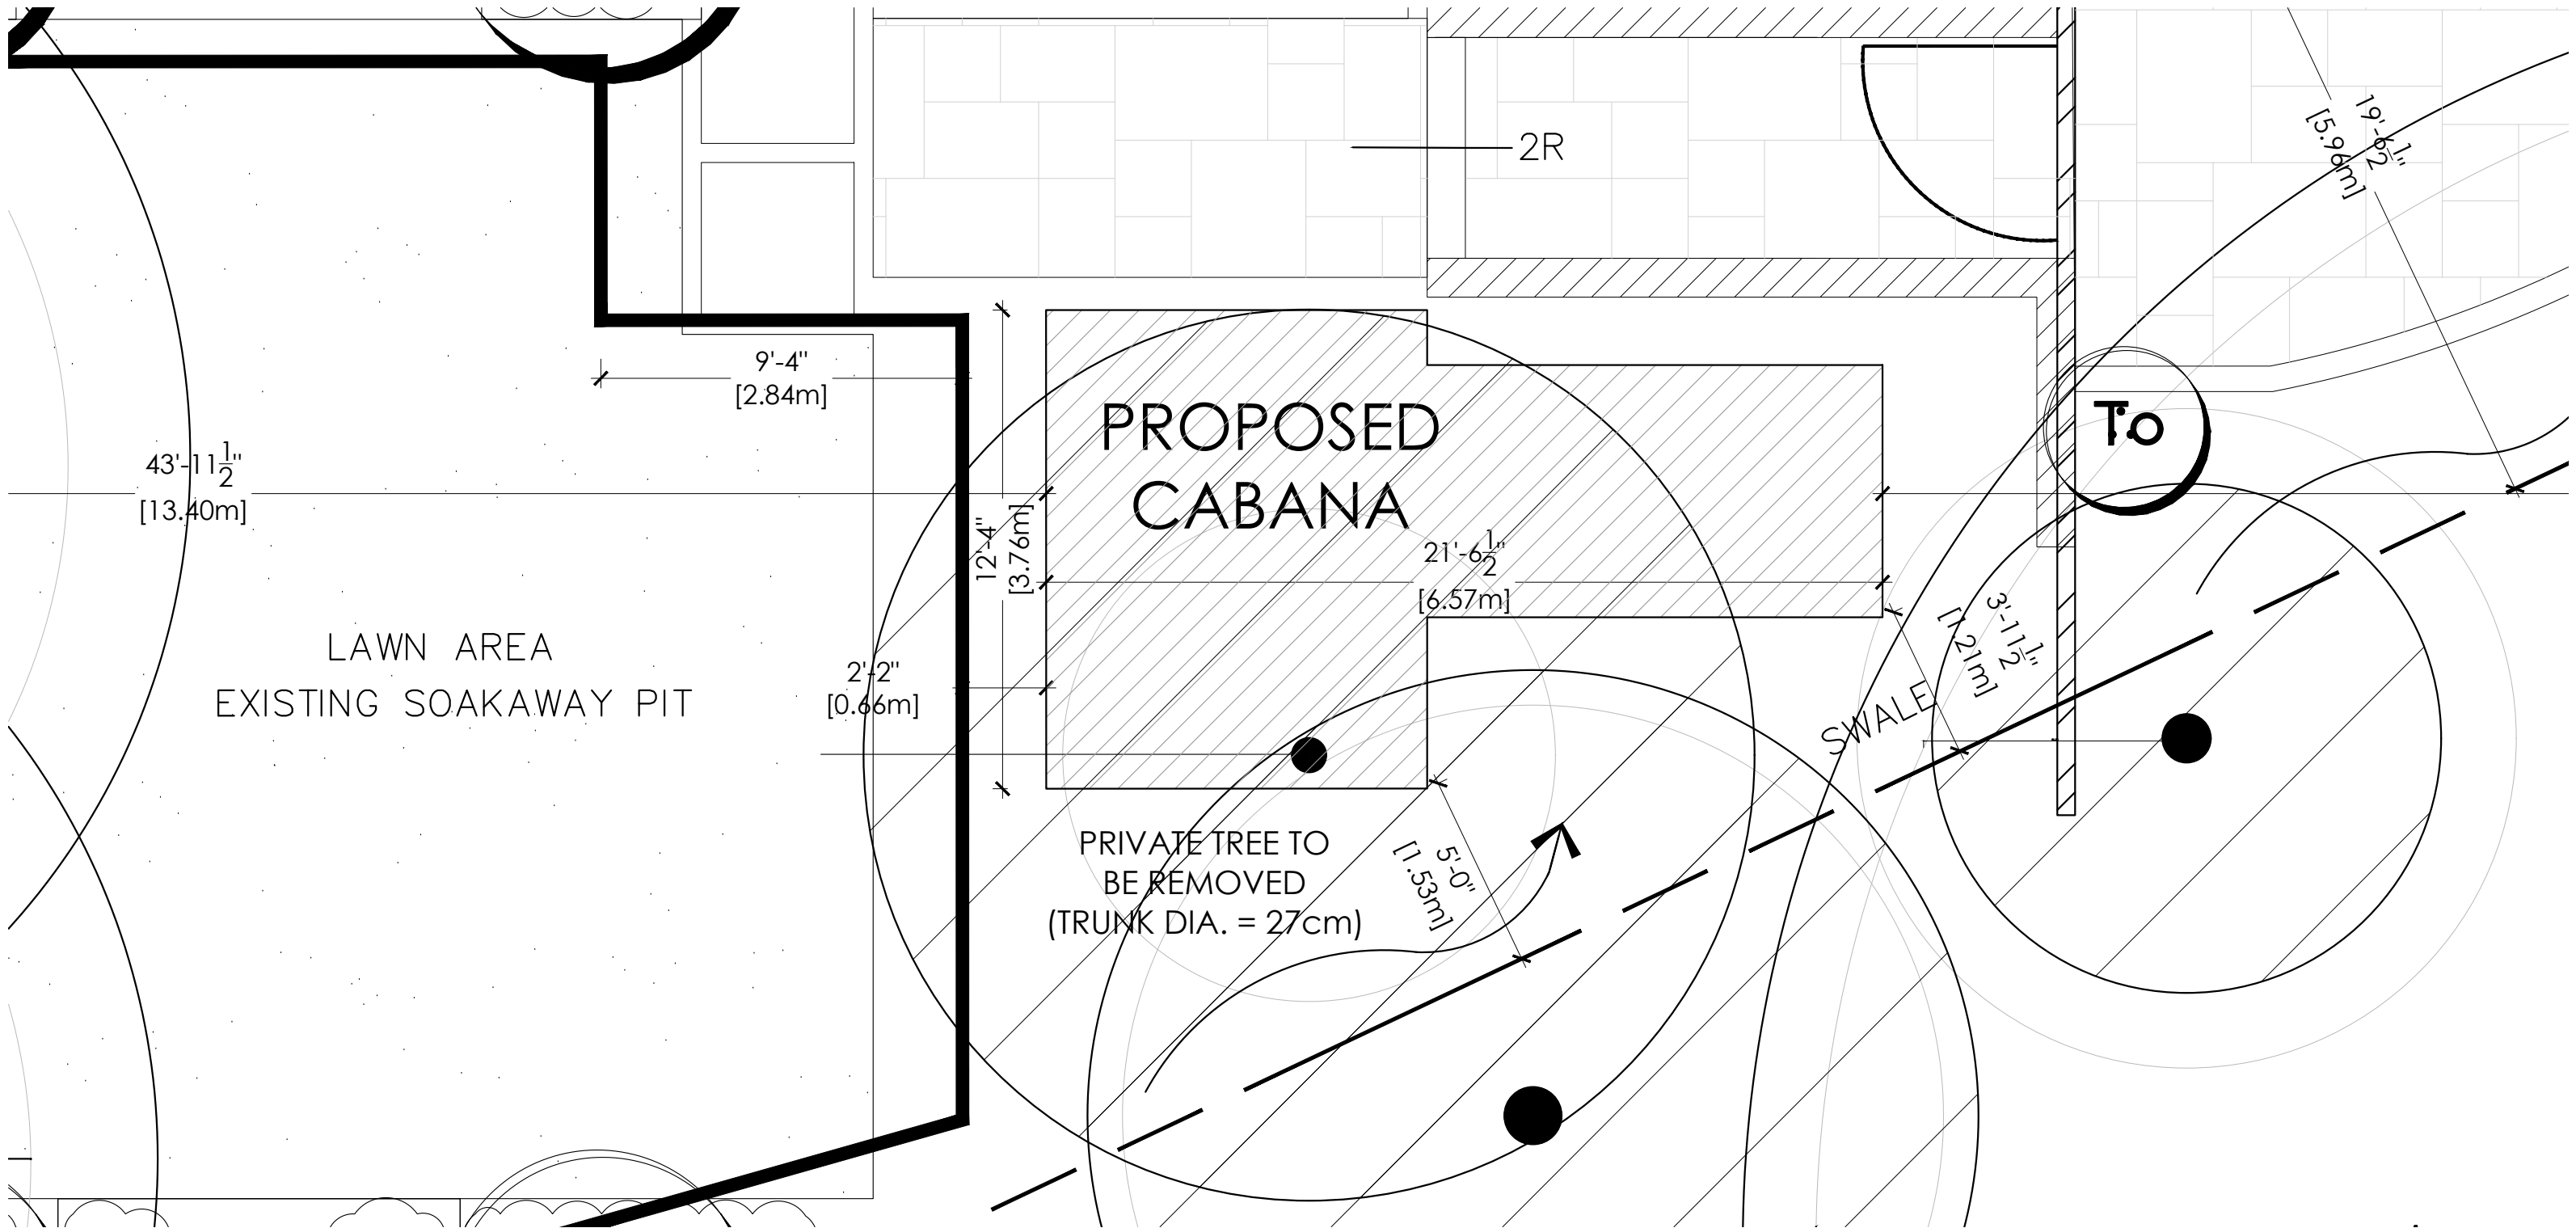 2R
19'-6 1/2"
[5.96m]
9'-4"
[2.84m]
43'-11 1/2"
[13.40m]
PROPOSED
CABANA
To
12'-4"
[3.76m]
21'-6 1/2"
[6.57m]
3'-11 1/2"
[1.21m]
LAWN AREA
EXISTING SOAKAWAY PIT
2'-2"
[0.66m]
SWALE
PRIVATE TREE TO
BE REMOVED
(TRUNK DIA. = 27cm)
5'-0"
[1.53m]